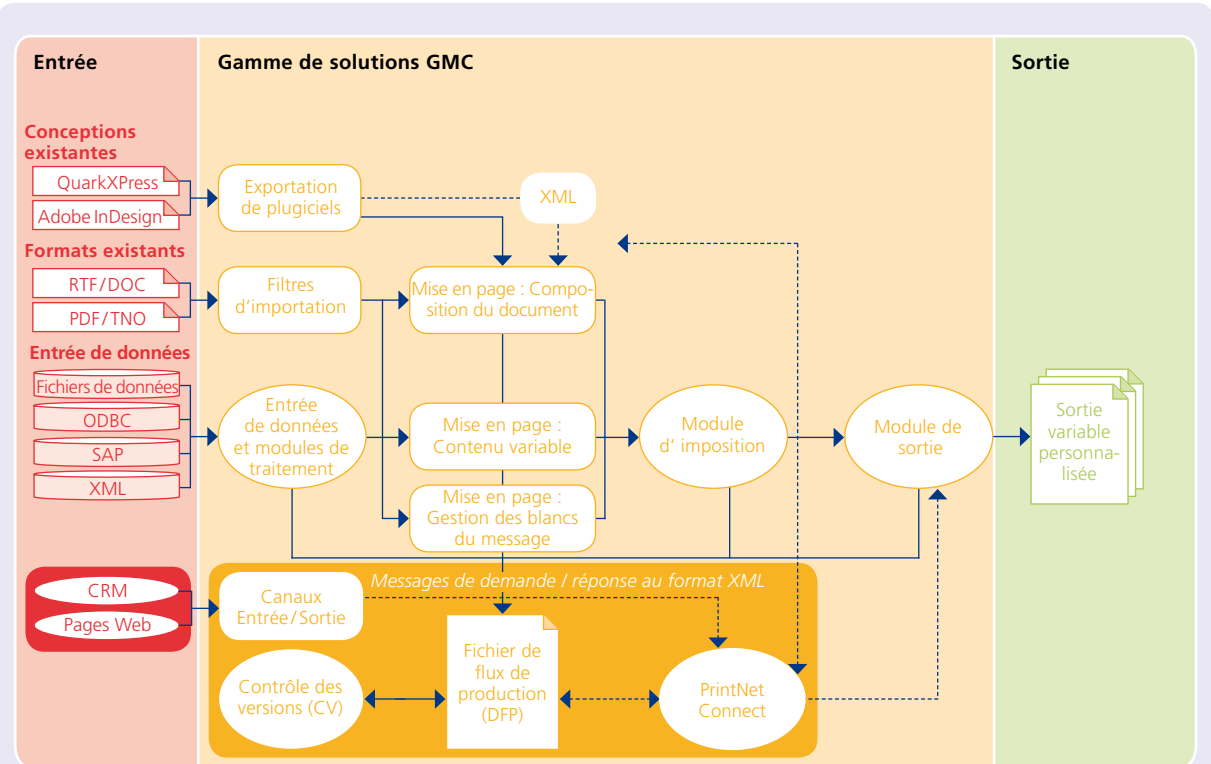 Entrée
Gamme de solutions GMC
Sortie
Conceptions
existantes
QuarkXPress
Adobe InDesign
Exportation
de plugiciels
XML
Formats existants
RTF/DOC
PDF/TNO
Filtres
d'importation
Mise en page : Compo-
sition du document
Entrée de données
Fichiers de données
ODBC
SAP
XML
Entrée
de données
et modules de
traitement
Mise en page :
Contenu variable
Mise en page :
Gestion des blancs
du message
Module
d' imposition
Module de
sortie
Sortie
variable
personna-
lisée
CRM
Pages Web
Messages de demande / réponse au format XML
Canaux
Entrée/Sortie
Contrôle des
versions (CV)
Fichier de
flux de
production
(DFP)
PrintNet
Connect